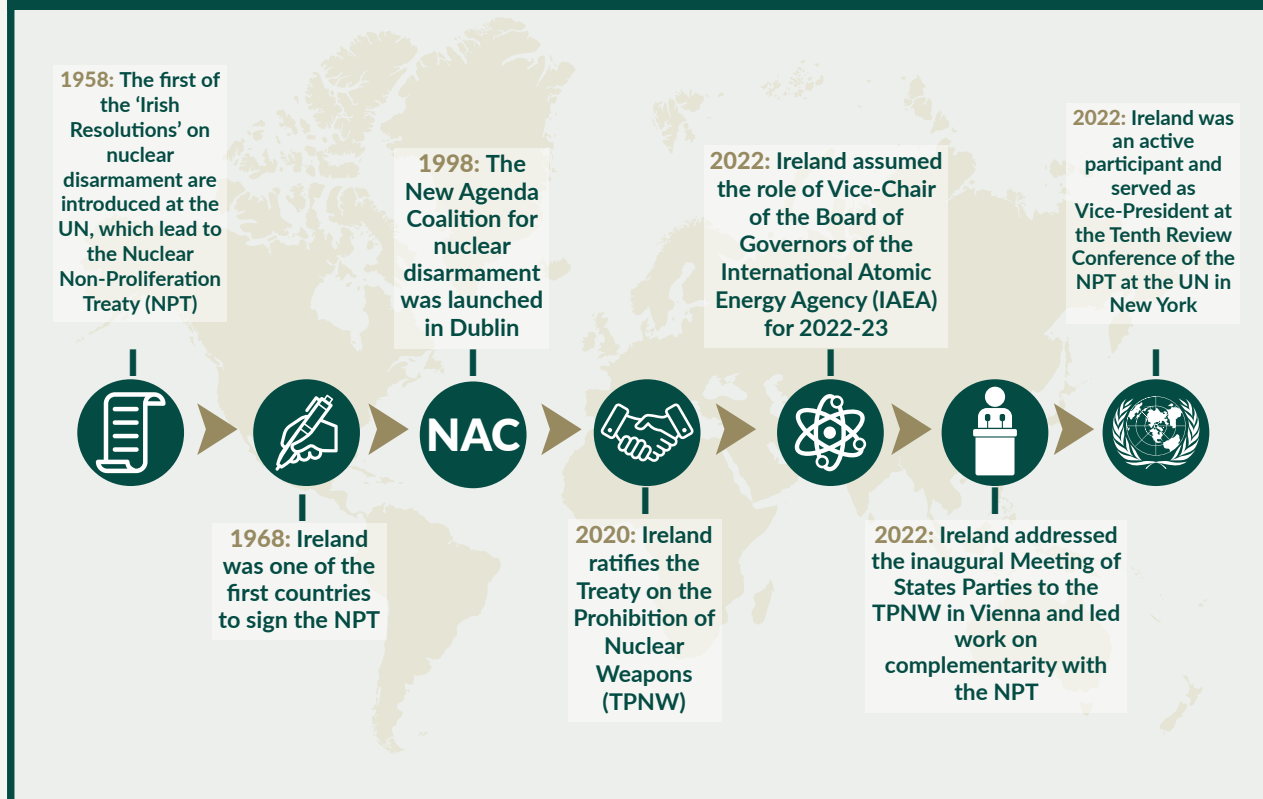 1958: The first of
the ‘Irish
Resolutions’ on
nuclear
disarmament are
introduced at the
UN, which lead to
the Nuclear
Non-Proliferation
Treaty (NPT)
1968: Ireland
was one of the
first countries
to sign the NPT
1998: The
New Agenda
Coalition for
nuclear
disarmament
was launched
in Dublin
NAC
2020: Ireland
ratifies the
Treaty on the
Prohibition of
Nuclear
Weapons
(TPNW)
2022: Ireland assumed
the role of Vice-Chair
of the Board of
Governors of the
International Atomic
Energy Agency (IAEA)
for 2022-23
2022: Ireland addressed
the inaugural Meeting of
States Parties to the
TPNW in Vienna and led
work on
complementarity with
the NPT
2022: Ireland was
an active
participant and
served as
Vice-President at
the Tenth Review
Conference of the
NPT at the UN in
New York